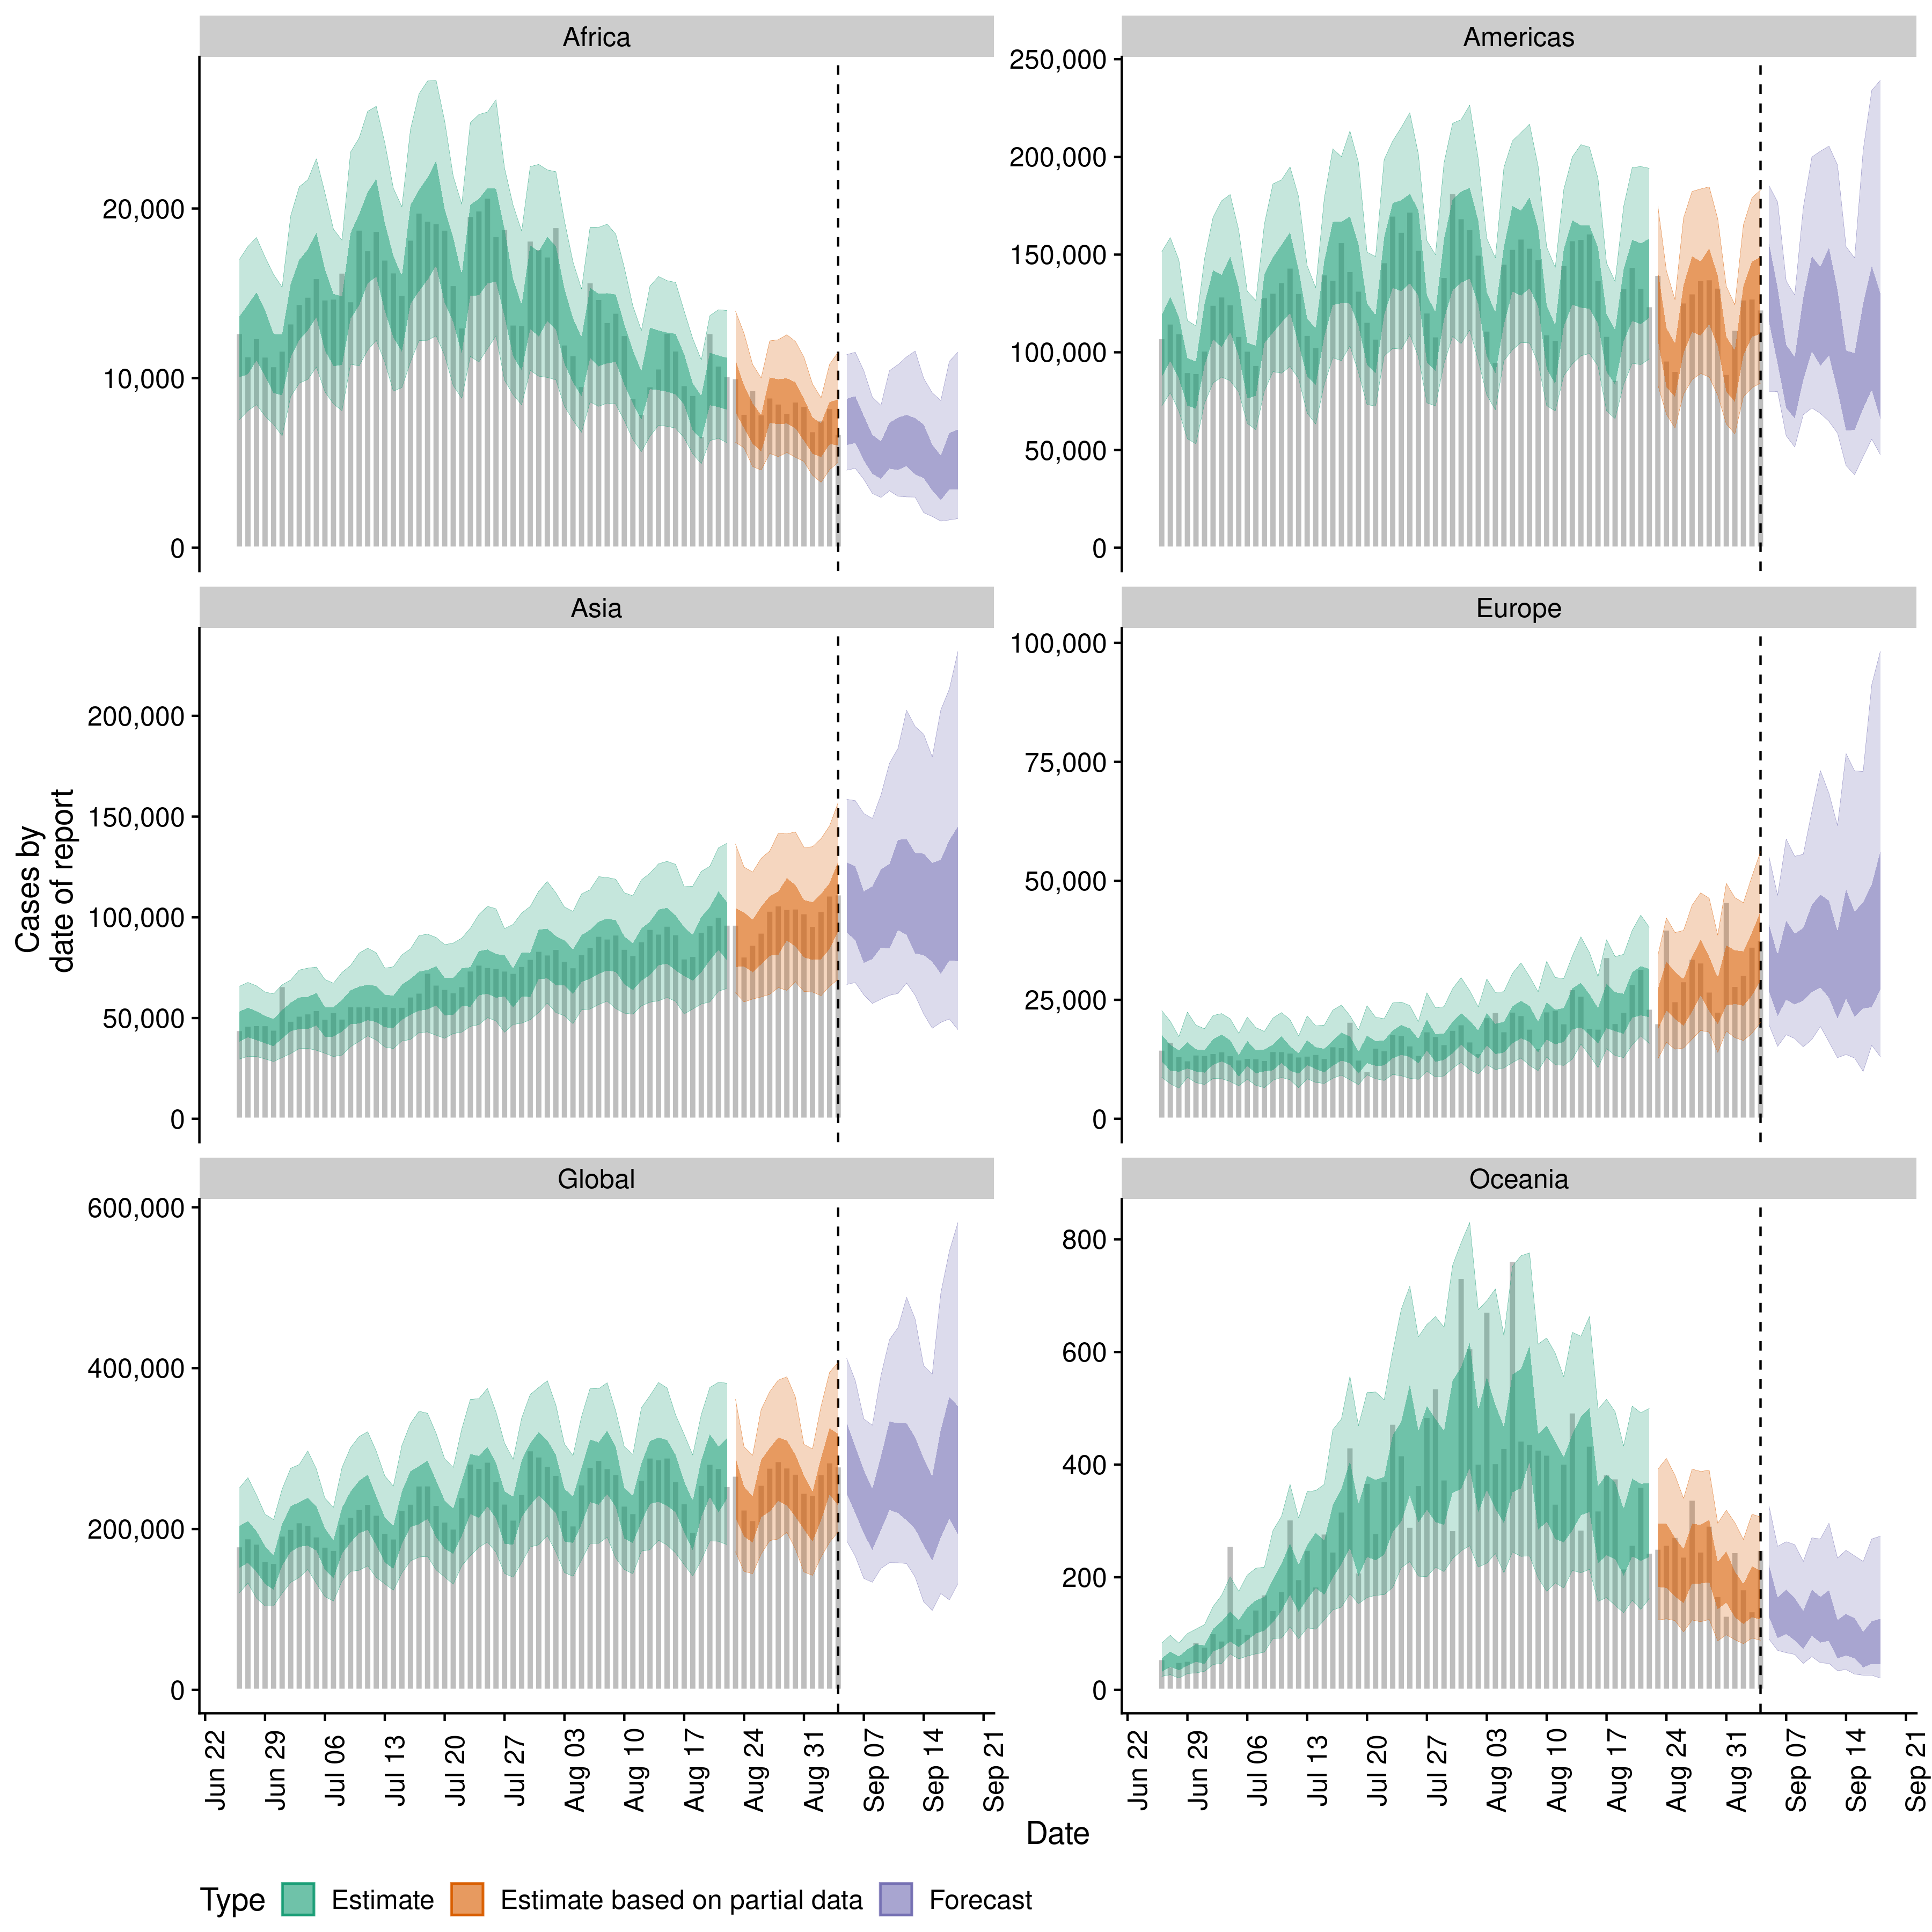 Africa
Americas
20,000
10,000
0
250,000
200,000
150,000
100,000
50,000
0
Asia
Europe
Cases by
date of report
200,000
150,000
100,000
50,000
0
100,000
75,000
50,000
25,000
0
Global
Oceania
600,000
400,000
200,000
0
800
600
400
200
0
Jun 22 Jun 29 Jul 06 Jul 13 Jul 20 Jul 27 Aug 03 Aug 10 Aug 17 Aug 24 Aug 31 Sep 07 Sep 14 Sep 21
Jun 22 Jun 29 Jul 06 Jul 13 Jul 20 Jul 27 Aug 03 Aug 10 Aug 17 Aug 24 Aug 31 Sep 07 Sep 14 Sep 21
Date
Type Estimate Estimate based on partial data Forecast